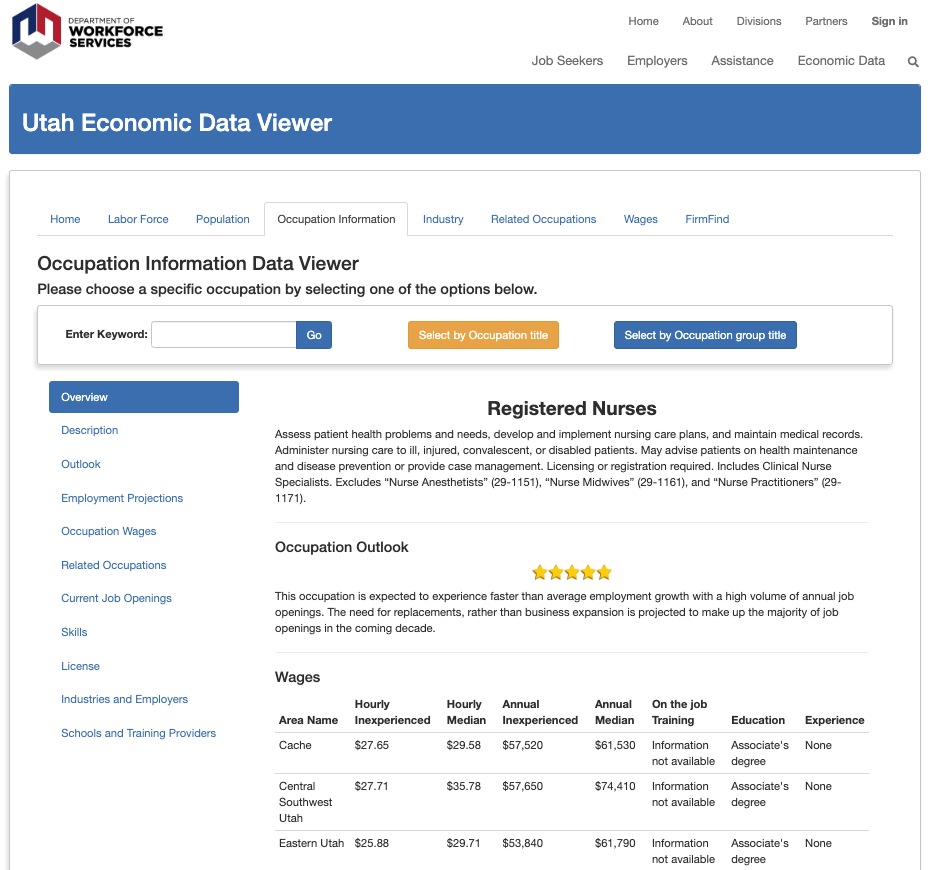 DEPARTMENT OF
WORKFORCE
SERVICES
Home About Divisions Partners Sign in
Job Seekers Employers Assistance Economic Data
Utah Economic Data Viewer
Home Labor Force Population Occupation Information Industry Related Occupations Wages FirmFind
Occupation Information Data Viewer
Please choose a specific occupation by selecting one of the options below.
Enter Keyword: Go Select by Occupation title Select by Occupation group title
Overview
Description
Outlook
Employment Projections
Occupation Wages
Related Occupations
Current Job Openings
Skills
License
Industries and Employers
Schools and Training Providers
Registered Nurses
Assess patient health problems and needs, develop and implement nursing care plans, and maintain medical records.
Administer nursing care to ill, injured, convalescent, or disabled patients. May advise patients on health maintenance
and disease prevention or provide case management. Licensing or registration required. Includes Clinical Nurse
Specialists. Excludes “Nurse Anesthetists” (29-1151), “Nurse Midwives” (29-1161), and “Nurse Practitioners” (29-
1171).
Occupation Outlook
This occupation is expected to experience faster than average employment growth with a high volume of annual job
openings. The need for replacements, rather than business expansion is projected to make up the majority of job
openings in the coming decade.
Wages
Hourly Hourly Annual Annual On the job
Area Name Inexperienced Median Inexperienced Median Training Education Experience
Cache $27.65 $29.58 $57,520 $61,530 Information Associate's None
not available degree
Central $27.71 $35.78 $57,650 $74,410 Information Associate's None
Southwest not available degree
Utah
Eastern Utah $25.88 $29.71 $53,840 $61,790 Information Associate's None
not available degree